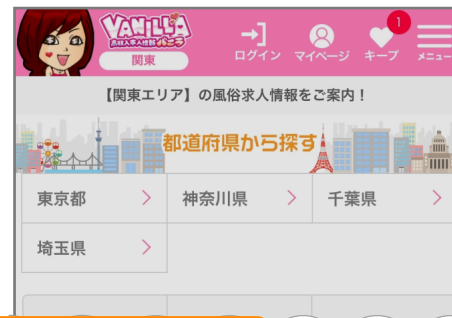 VANILLA
高収入求人情報 バニラ
関東
ログイン マイページ キープ メニュー
1
【関東エリア】の風俗求人情報をご案内！
都道府県から探す
東京都 神奈川県 千葉県
埼玉県